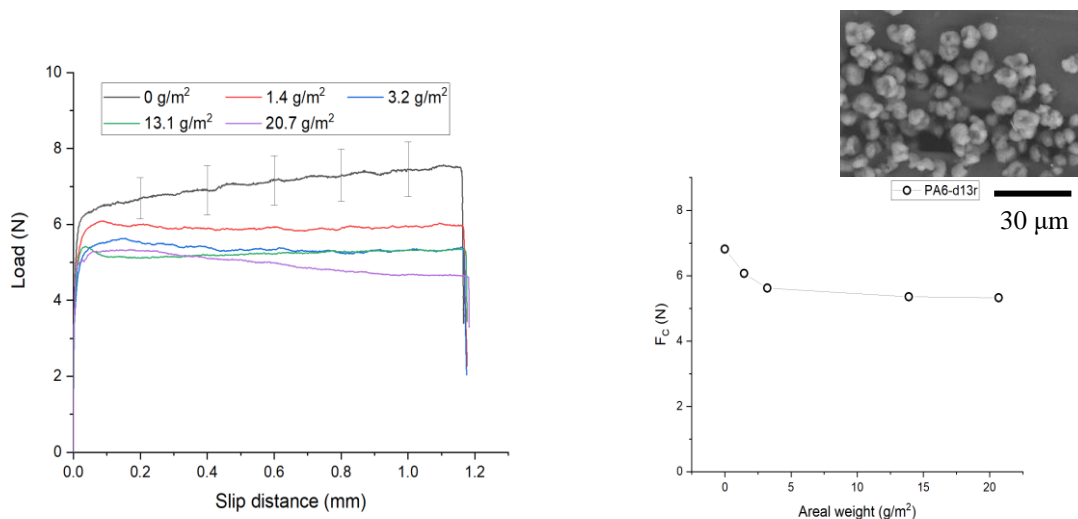 10
8
6
4
2
0
Load (N)
0 g/m²
1.4 g/m²
3.2 g/m²
13.1 g/m²
20.7 g/m²
0.0
0.2
0.4
0.6
0.8
1.0
1.2
Slip distance (mm)
PA6-d13r
30 μm
8
6
4
2
0
F_C (N)
0
5
10
15
20
Areal weight (g/m²)